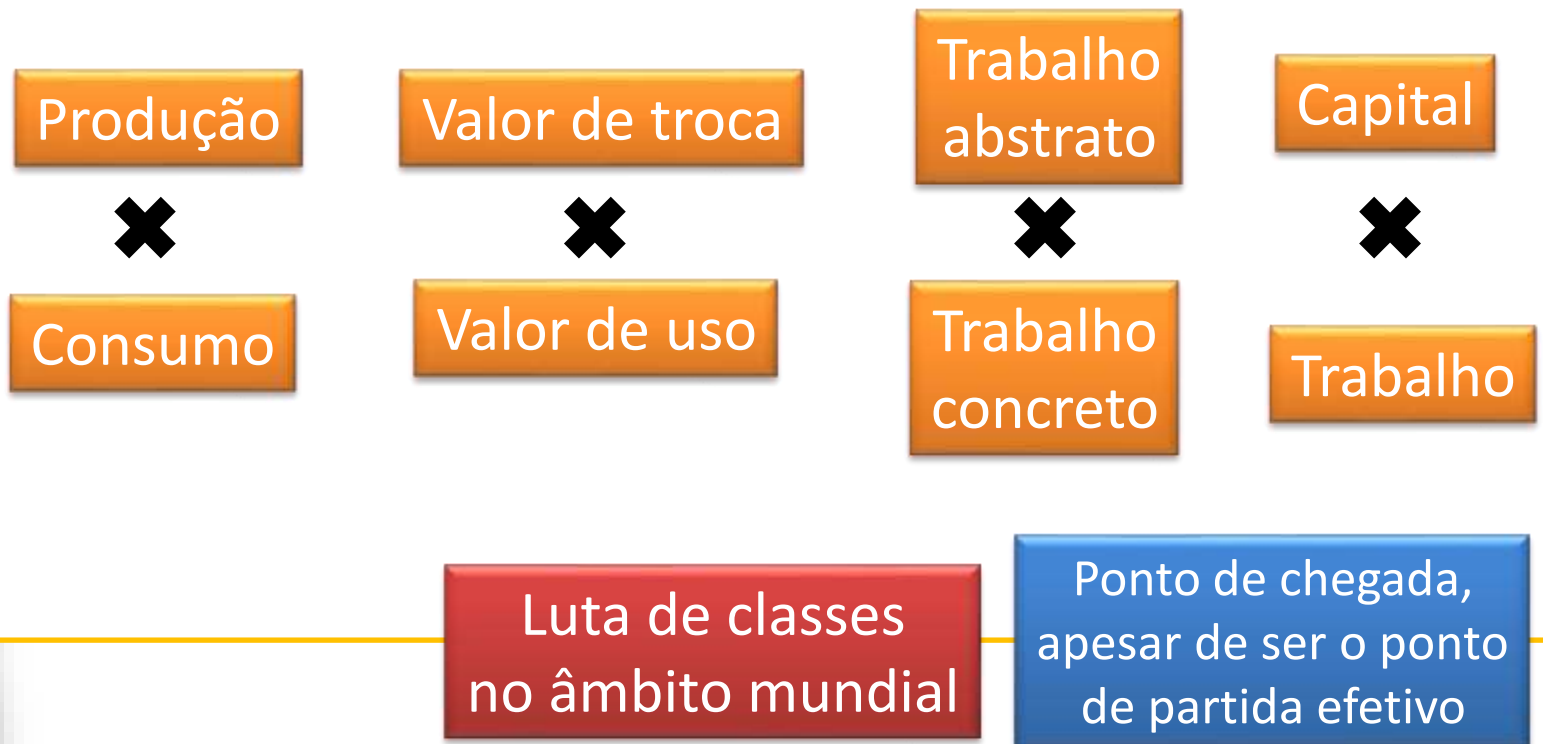 Produção
Consumo
Valor de troca
Valor de uso
Trabalho
abstrato
Trabalho
concreto
Capital
Trabalho
Luta de classes
no âmbito mundial
Ponto de chegada,
apesar de ser o ponto
de partida efetivo